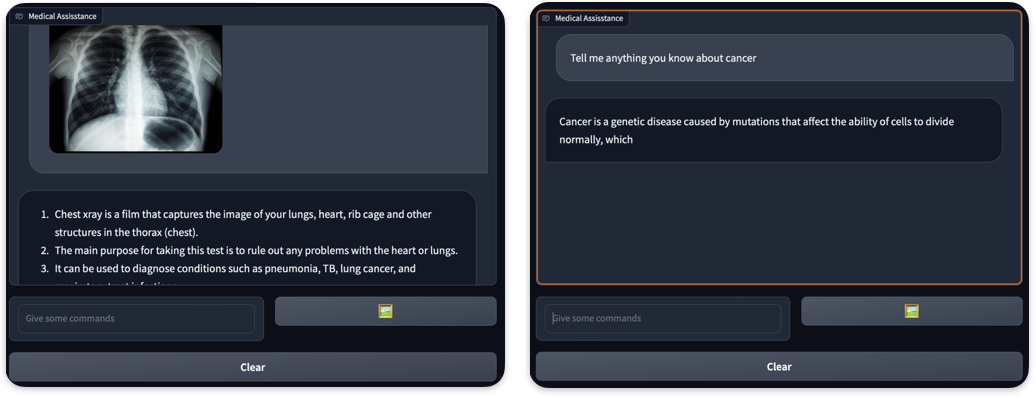 Medical Assisstance
1. Chest xray is a film that captures the image of your lungs, heart, rib cage and other
structures in the thorax (chest).
2. The main purpose for taking this test is to rule out any problems with the heart or lungs.
3. It can be used to diagnose conditions such as pneumonia, TB, lung cancer, and
Give some commands
Clear
Medical Assisstance
Tell me anything you know about cancer
Cancer is a genetic disease caused by mutations that affect the ability of cells to divide
normally, which
Give some commands
Clear